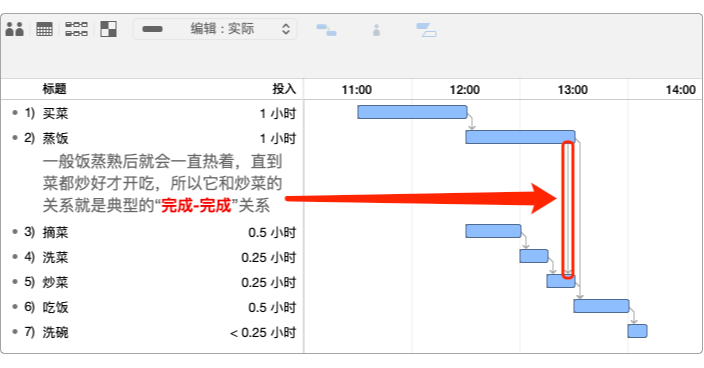 编辑：实际
标题 投入 11:00 12:00 13:00 14:00
1) 买菜 1 小时
2) 蒸饭 1 小时
一般饭蒸熟后就会一直热着，直到
菜都炒好才开吃，所以它和炒菜的
关系就是典型的“完成-完成”关系
3) 摘菜 0.5 小时
4) 洗菜 0.25 小时
5) 炒菜 0.25 小时
6) 吃饭 0.5 小时
7) 洗碗 < 0.25 小时